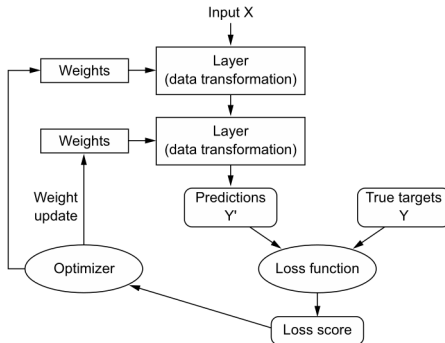 Input X
Weights
Layer
(data transformation)
Weights
Layer
(data transformation)
Weight
update
Predictions
Y'
True targets
Y
Optimizer
Loss function
Loss score